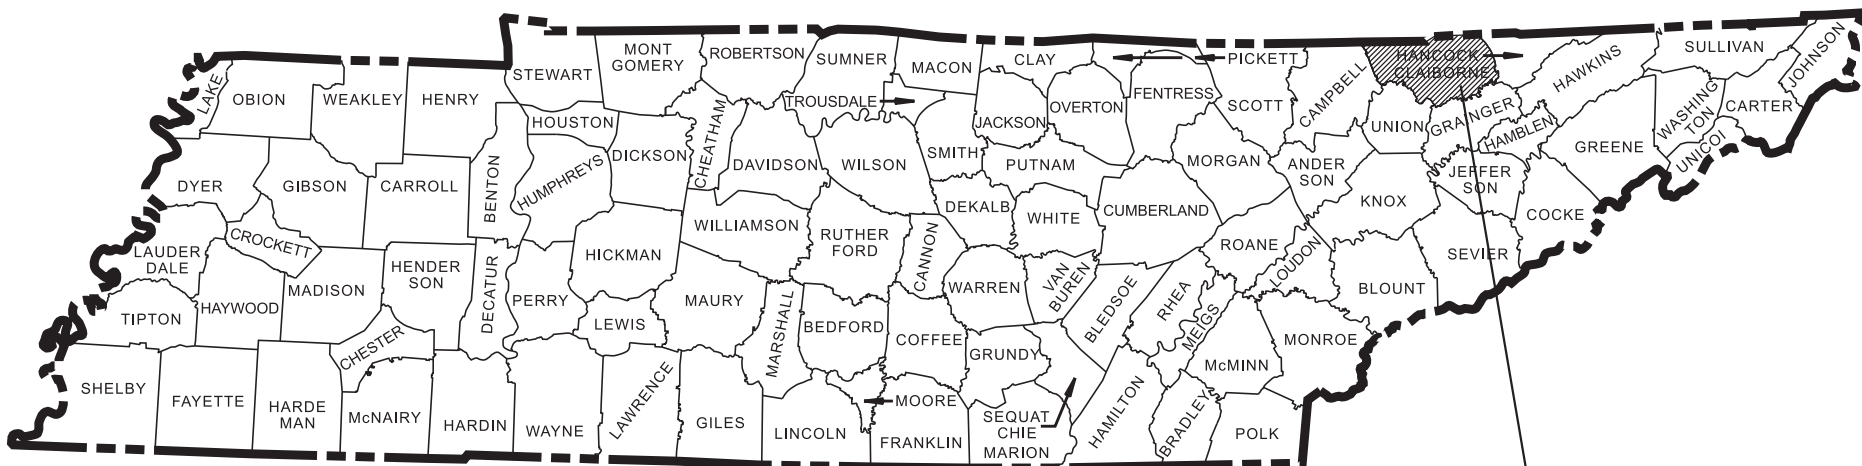 STEWART
MONT
GOMERY
ROBERTSON
SUMNER
MACON
CLAY
PICKETT
HANCOCK
CLAIBORNE
HAWKINS
SULLIVAN
JOHNSON
LAKE
OBION
WEAKLEY
HENRY
HOUSTON
CHEATHAM
TROUSDALE
JACKSON
OVERTON
FENTRESS
SCOTT
CAMPBELL
UNION
GRAINGER
HAMBLEN
WASHING
TON
CARTER
UNICOI
GREENE
DYER
GIBSON
CARROLL
BENTON
HUMPHREYS
DICKSON
DAVIDSON
WILSON
SMITH
PUTNAM
MORGAN
ANDER
SON
KNOX
JEFFER
SON
COCKE
LAUDER
DALE
CROCKETT
HICKMAN
WILLIAMSON
RUTHER
FORD
CANNON
DEKALB
WHITE
CUMBERLAND
ROANE
LOUDON
SEVIER
BLOUNT
TIPTON
HAYWOOD
MADISON
HENDER
SON
DECATUR
PERRY
LEWIS
MAURY
MARSHALL
BEDFORD
WARREN
VAN
BUREN
BLEDSOE
RHEA
MEIGS
MONROE
McMINN
SHELBY
FAYETTE
HARDE
MAN
CHESTER
McNAIRY
HARDIN
WAYNE
LAWRENCE
GILES
LINCOLN
MOORE
COFFEE
GRUNDY
FRANKLIN
SEQUAT
CHIE
MARION
HAMILTON
BRADLEY
POLK